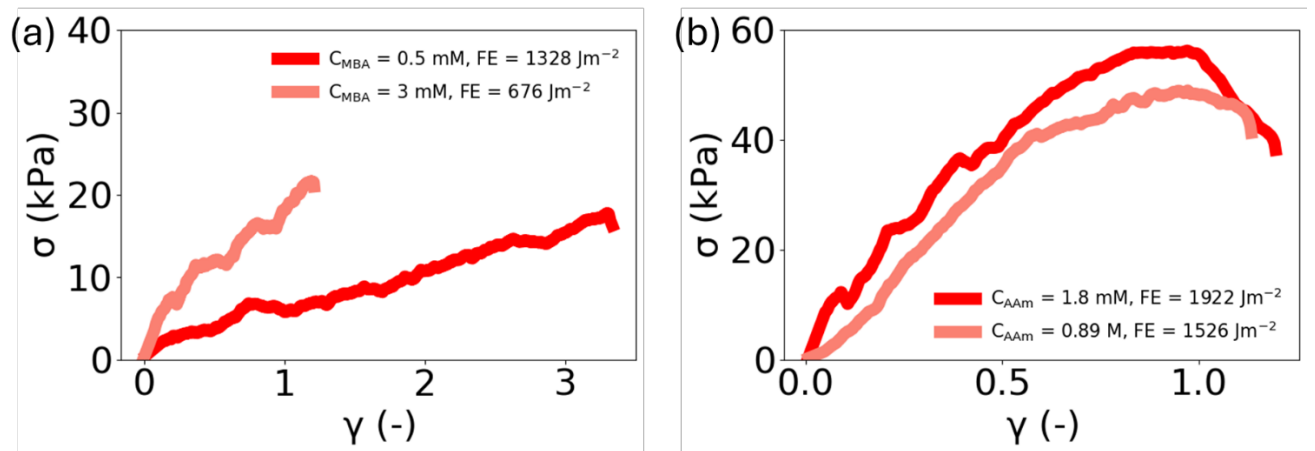 (a)
40
30
20
10
0
σ (kPa)
C_MBA = 0.5 mM, FE = 1328 Jm⁻²
C_MBA = 3 mM, FE = 676 Jm⁻²
0 1 2 3
γ (-)
(b)
60
40
20
0
σ (kPa)
C_AAm = 1.8 mM, FE = 1922 Jm⁻²
C_AAm = 0.89 M, FE = 1526 Jm⁻²
0.0 0.5 1.0
γ (-)